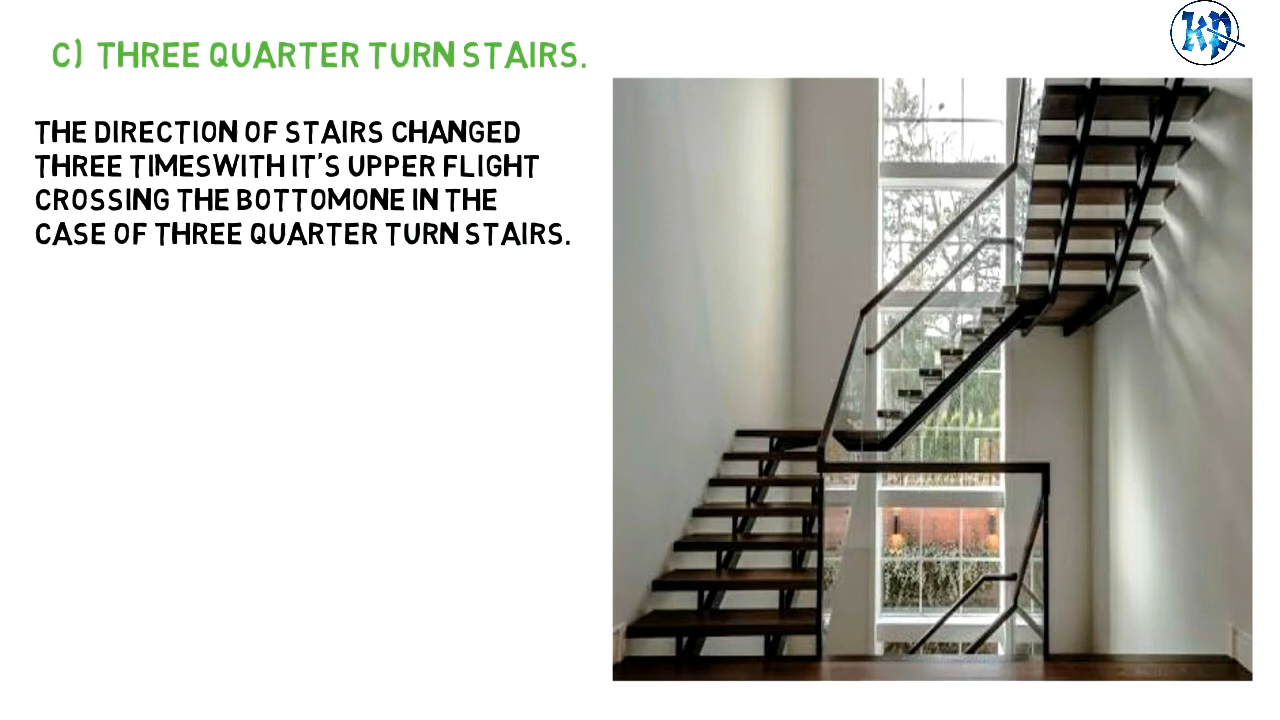 C) THREE QUARTER TURN STAIRS.
THE DIRECTION OF STAIRS CHANGED
THREE TIMESWITH IT'S UPPER FLIGHT
CROSSING THE BOTTOMONE IN THE
CASE OF THREE QUARTER TURN STAIRS.
KP